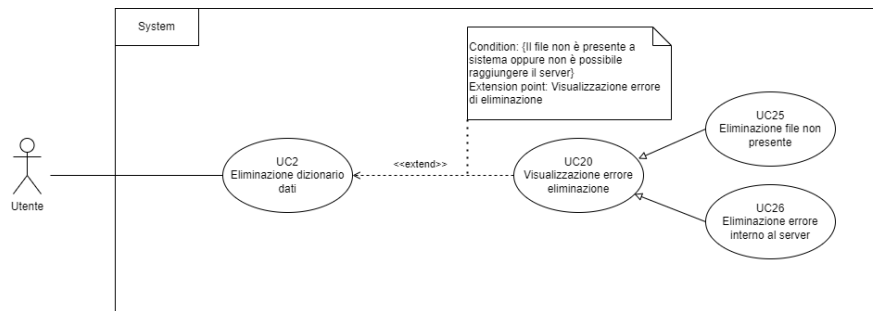 System
Condition: {Il file non è presente a
sistema oppure non è possibile
raggiungere il server}
Extension point: Visualizzazione errore
di eliminazione
UC25
Eliminazione file non
presente
Utente
UC2
Eliminazione dizionario
dati
<<extend>>
UC20
Visualizzazione errore
eliminazione
UC26
Eliminazione errore
interno al server